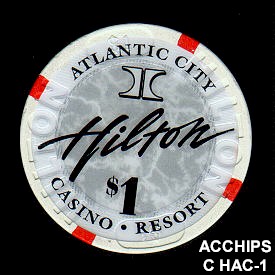 ATLANTIC CITY
Hilton
$1
CASINO • RESORT
ACCHIPS
C HAC-1